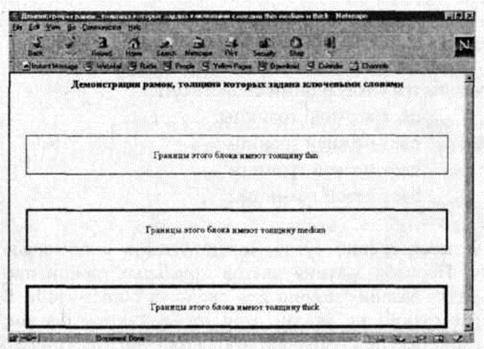 Демонстрация рамок, толщина которых задана ключевыми словами thin medium и thick - Netscape
File Edit View Go Communicator Help
Back Reload Home Search Netscape Print Security Shop
Instant Message WebMail Radio People Yellow Pages Download Calendar Channels
Демонстрация рамок, толщина которых задана ключевыми словами
Границы этого блока имеют толщину thin
Границы этого блока имеют толщину medium
Границы этого блока имеют толщину thick
Document Done